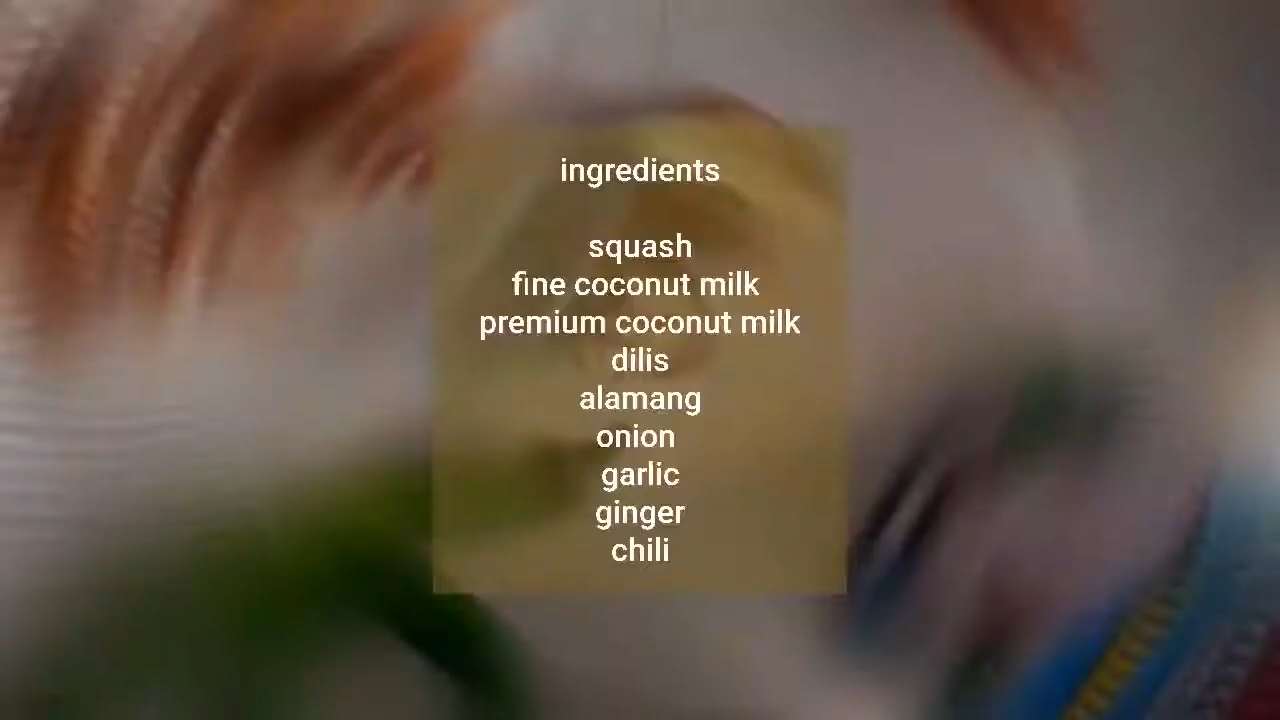 ingredients
squash
fine coconut milk
premium coconut milk
dilis
alamang
onion
garlic
ginger
chili